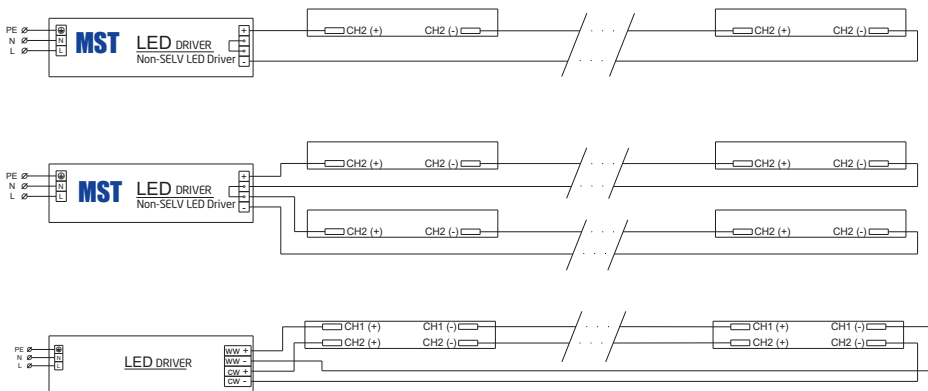 CH2 (+) CH2 (-) · · · CH2 (+) CH2 (-)
PE
N N
L L
MST LED DRIVER
Non-SELV LED Driver
+
-
CH2 (+) CH2 (-) · · · CH2 (+) CH2 (-)
PE
N N
L L
MST LED DRIVER
Non-SELV LED Driver
+
-
CH2 (+) CH2 (-) · · · CH2 (+) CH2 (-)
CH1 (+) CH1 (-) · · · CH1 (+) CH1 (-)
CH2 (+) CH2 (-) · · · CH2 (+) CH2 (-)
PE
N N
L L
LED DRIVER
WW +
WW -
CW +
CW -